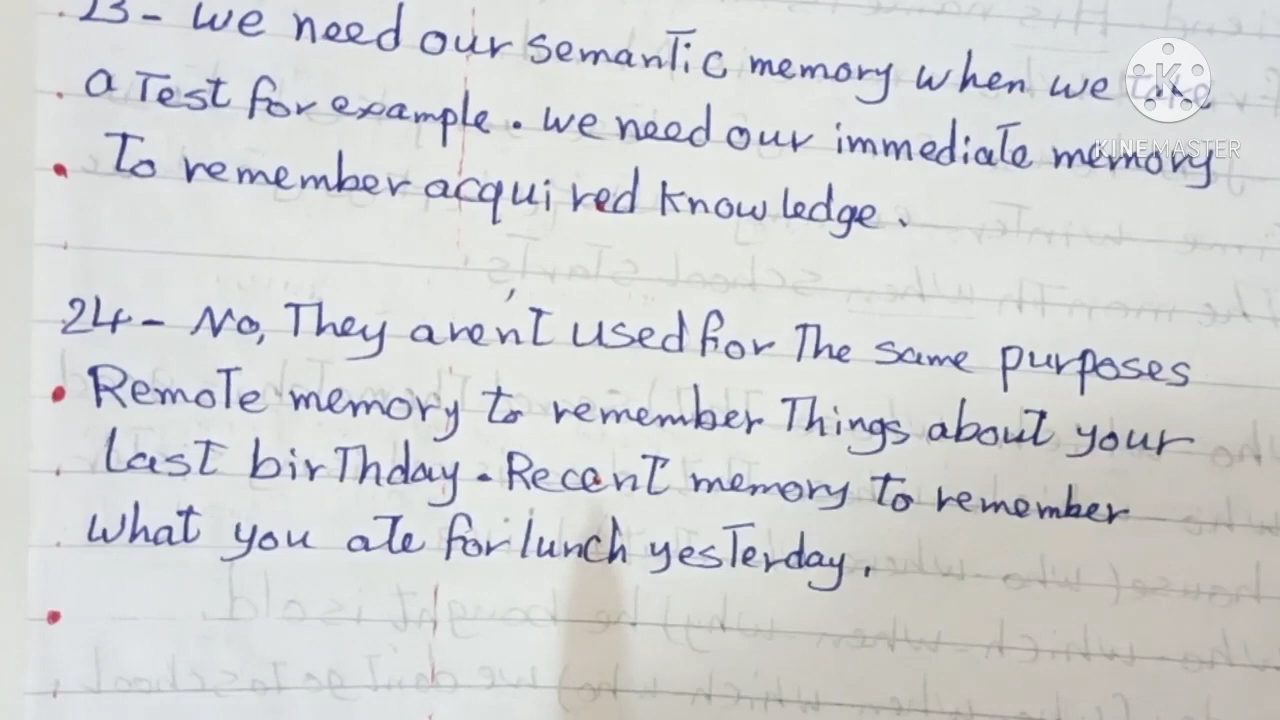 23- We need our semantic memory when we take
a test for example. We need our immediate memory
To remember acquired knowledge.
24- No, They aren't used for The same purposes
Remote memory to remember Things about your
last birthday. Recent memory To remember
what you ate for lunch yesterday.
K
KINEMASTER